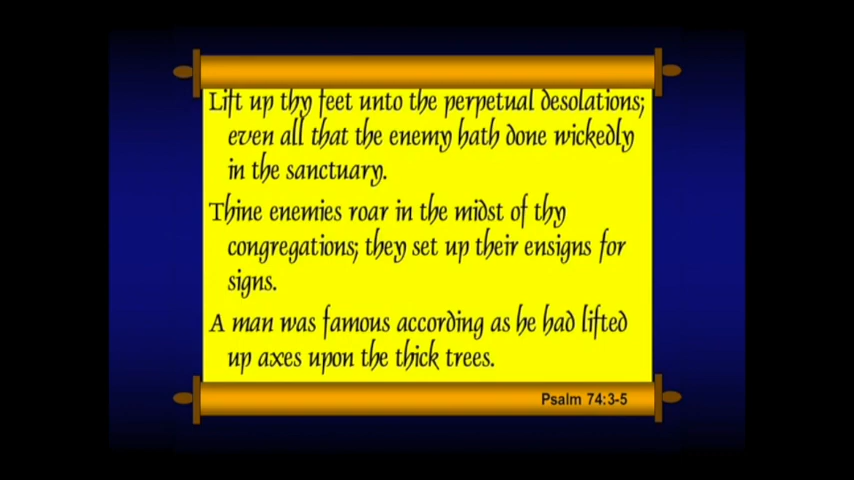 Lift up thy feet unto the perpetual desolations;
even all that the enemy hath done wickedly
in the sanctuary.
Thine enemies roar in the midst of thy
congregations; they set up their ensigns for
signs.
A man was famous according as he had lifted
up axes upon the thick trees.
Psalm 74:3-5